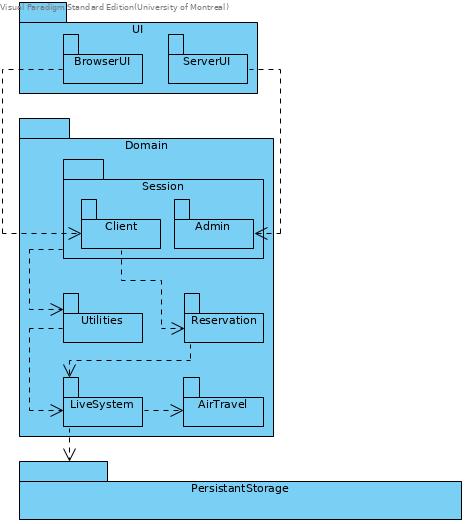 Visual Paradigm Standard Edition(University of Montreal)
UI
BrowserUI
ServerUI
Domain
Session
Client
Admin
Utilities
Reservation
LiveSystem
AirTravel
PersistantStorage